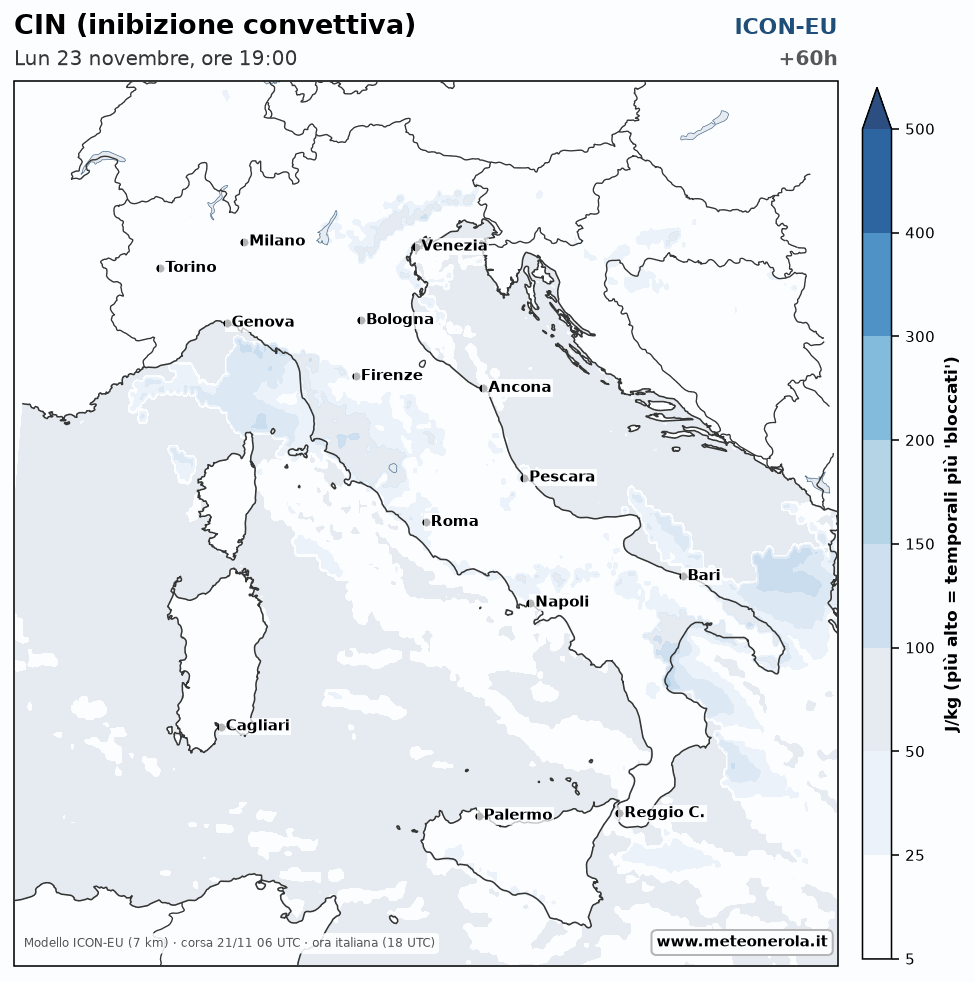 CIN (inibizione convettiva)
ICON-EU
Lun 23 novembre, ore 19:00
+60h
Milano
Venezia
Torino
Genova
Bologna
Firenze
Ancona
Pescara
Roma
Bari
Napoli
Cagliari
Palermo
Reggio C.
Modello ICON-EU (7 km) · corsa 21/11 06 UTC · ora italiana (18 UTC)
www.meteonerola.it
500
400
300
200
150
100
50
25
5
J/kg (più alto = temporali più 'bloccati')